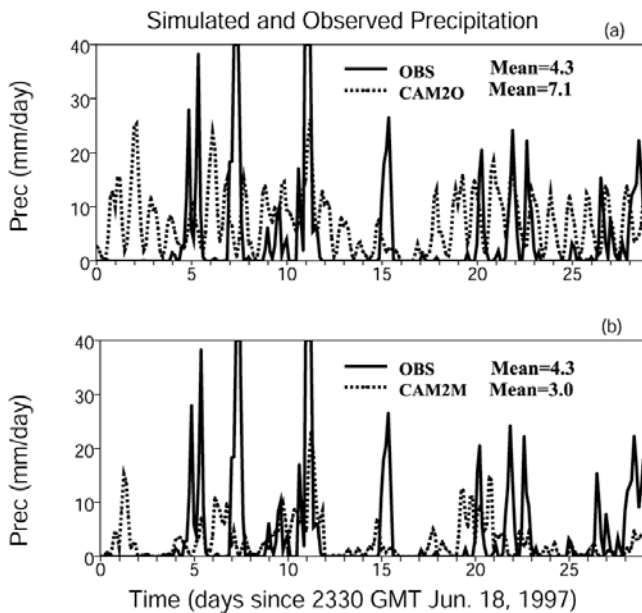 Simulated and Observed Precipitation
(a)
40
30
20
10
0
Prec (mm/day)
OBS Mean=4.3
CAM2O Mean=7.1
0 5 10 15 20 25
(b)
40
30
20
10
0
Prec (mm/day)
OBS Mean=4.3
CAM2M Mean=3.0
0 5 10 15 20 25
Time (days since 2330 GMT Jun. 18, 1997)